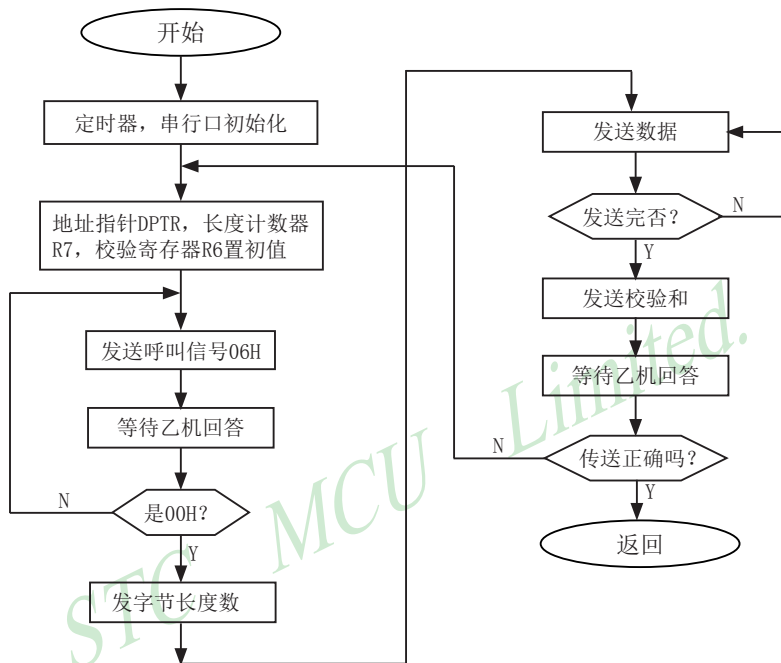 开始
定时器，串行口初始化
地址指针DPTR，长度计数器
R7，校验寄存器R6置初值
发送呼叫信号06H
等待乙机回答
是00H？
N
Y
发字节长度数
发送数据
发送完否？
N
Y
发送校验和
等待乙机回答
传送正确吗？
N
Y
返回
STC MCU Limited.